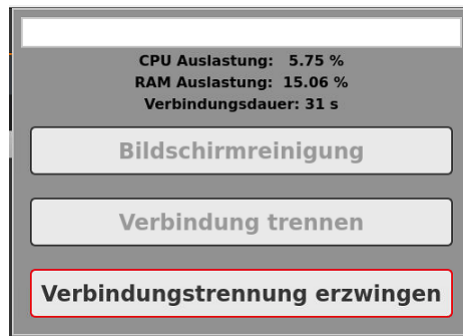 CPU Auslastung: 5.75 %
RAM Auslastung: 15.06 %
Verbindungsdauer: 31 s
Bildschirmreinigung
Verbindung trennen
Verbindungstrennung erzwingen